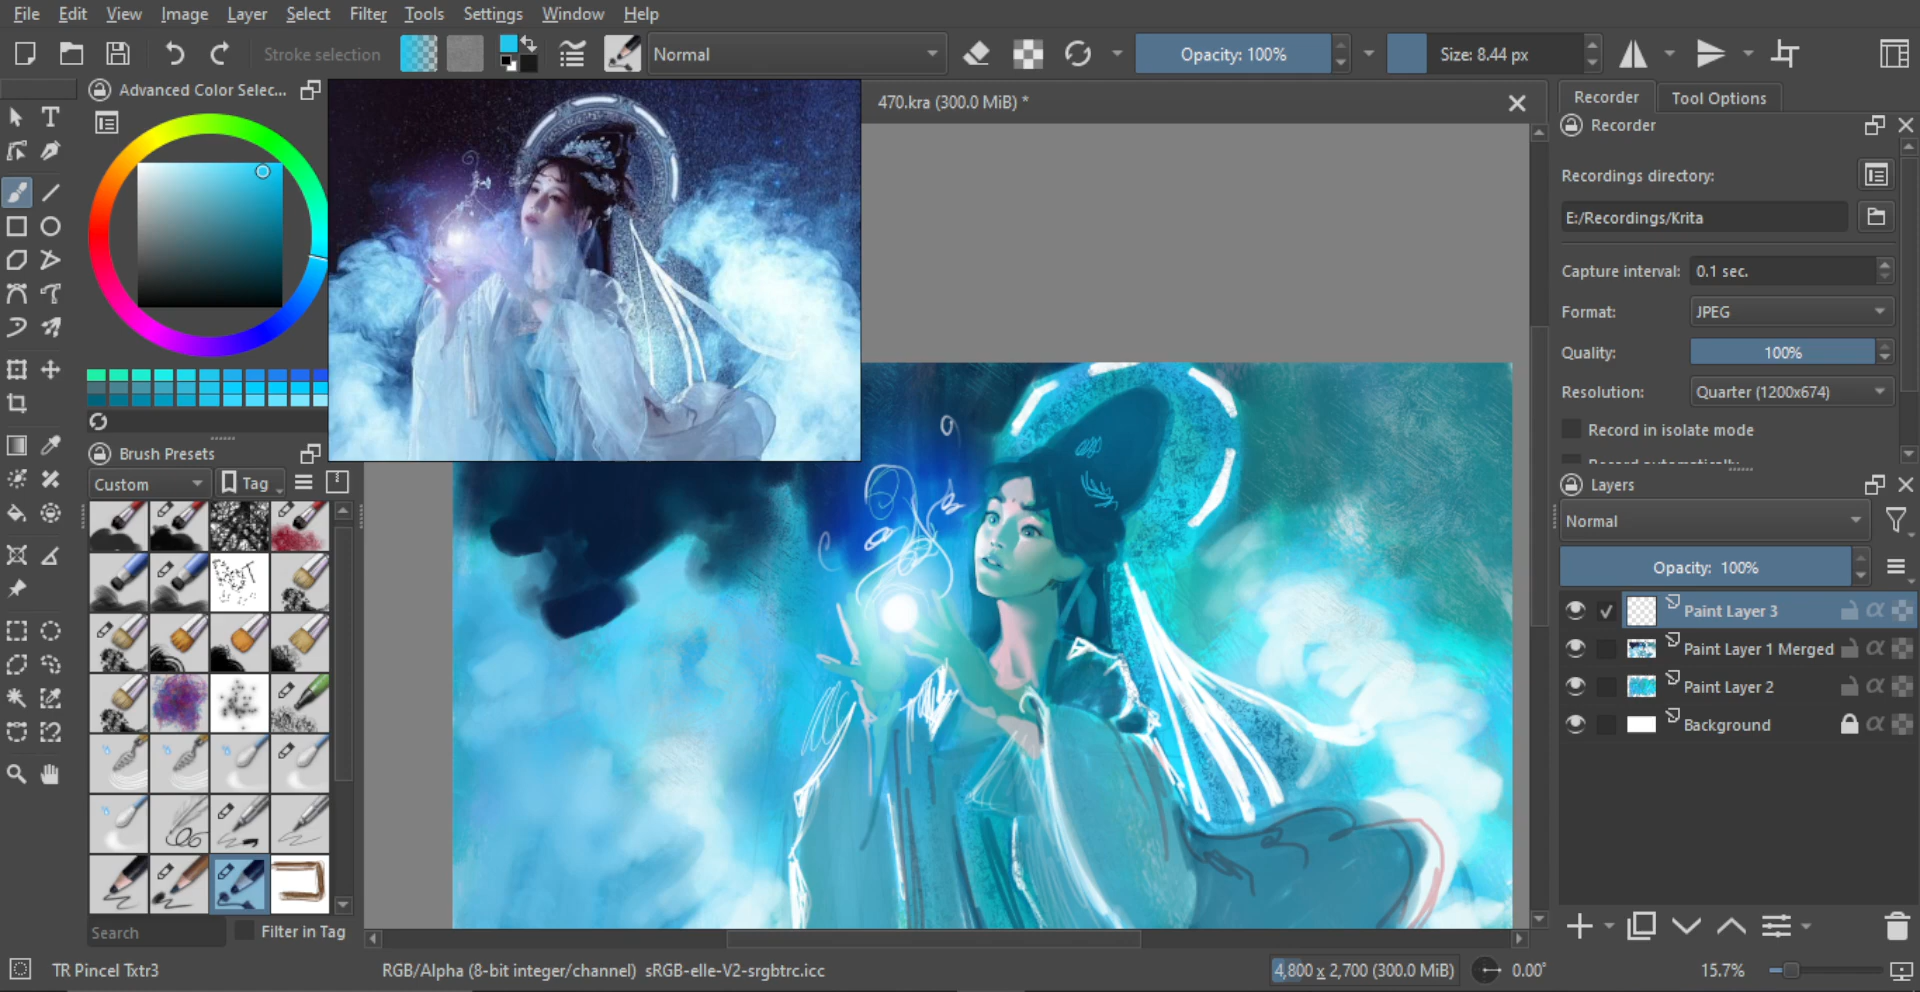 File Edit View Image Layer Select Filter Tools Settings Window Help
Stroke selection
Normal
Opacity: 100%
Size: 8.44 px
Advanced Color Selec...
470.kra (300.0 MiB) *
Recorder
Tool Options
Recorder
Recordings directory:
E:/Recordings/Krita
Capture interval: 0.1 sec.
Format: JPEG
Quality: 100%
Resolution: Quarter (1200x674)
Record in isolate mode
Record automatically
Brush Presets
Custom
Tag
Search
Filter in Tag
Layers
Normal
Opacity: 100%
Paint Layer 3
Paint Layer 1 Merged
Paint Layer 2
Background
TR Pincel Txtr3
RGB/Alpha (8-bit integer/channel) sRGB-elle-V2-srgbtrc.icc
4,800 x 2,700 (300.0 MiB)
0.00°
15.7%